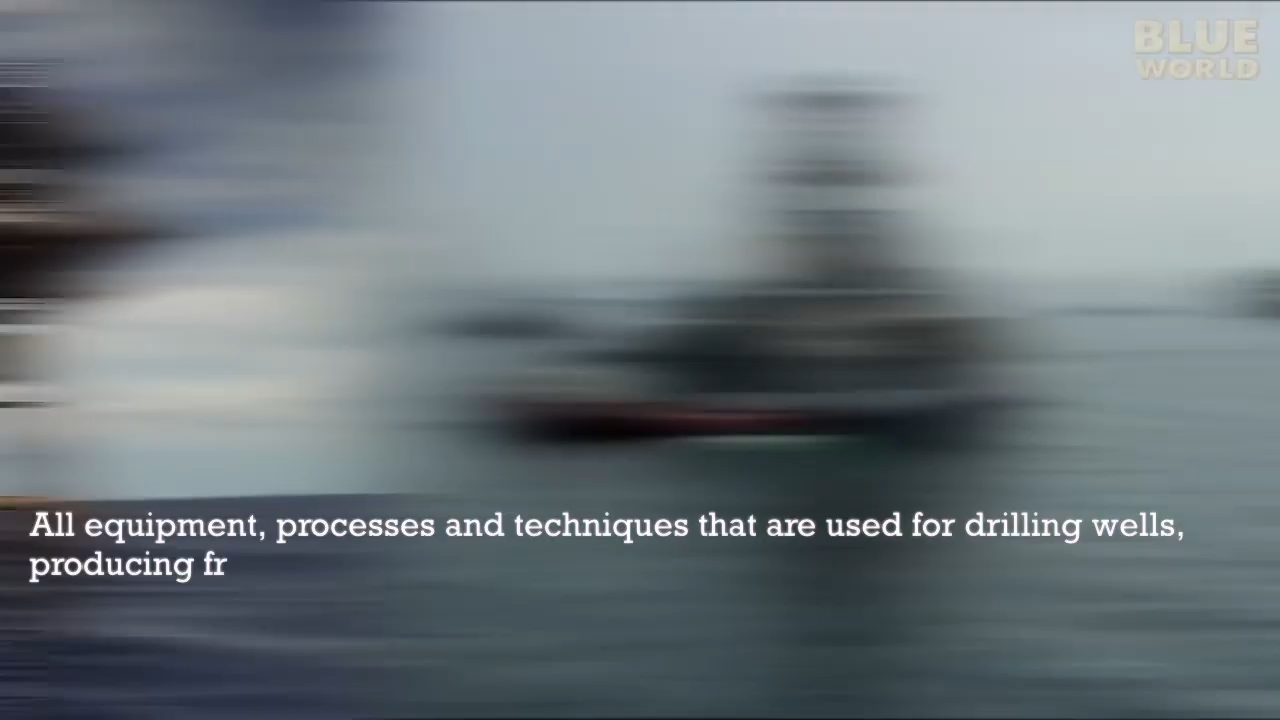 BLUE
WORLD
All equipment, processes and techniques that are used for drilling wells,
producing fr